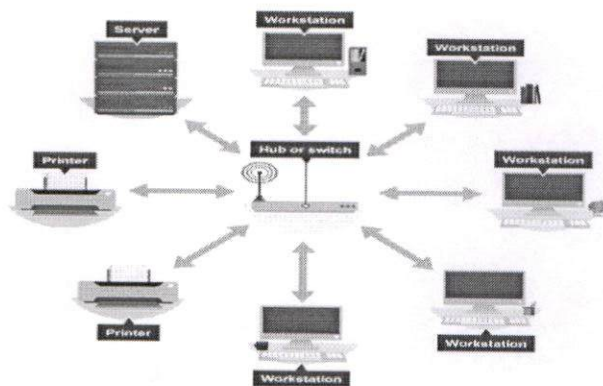 Workstation
Server
Workstation
Hub or switch
Printer
Workstation
Printer
Workstation
Workstation